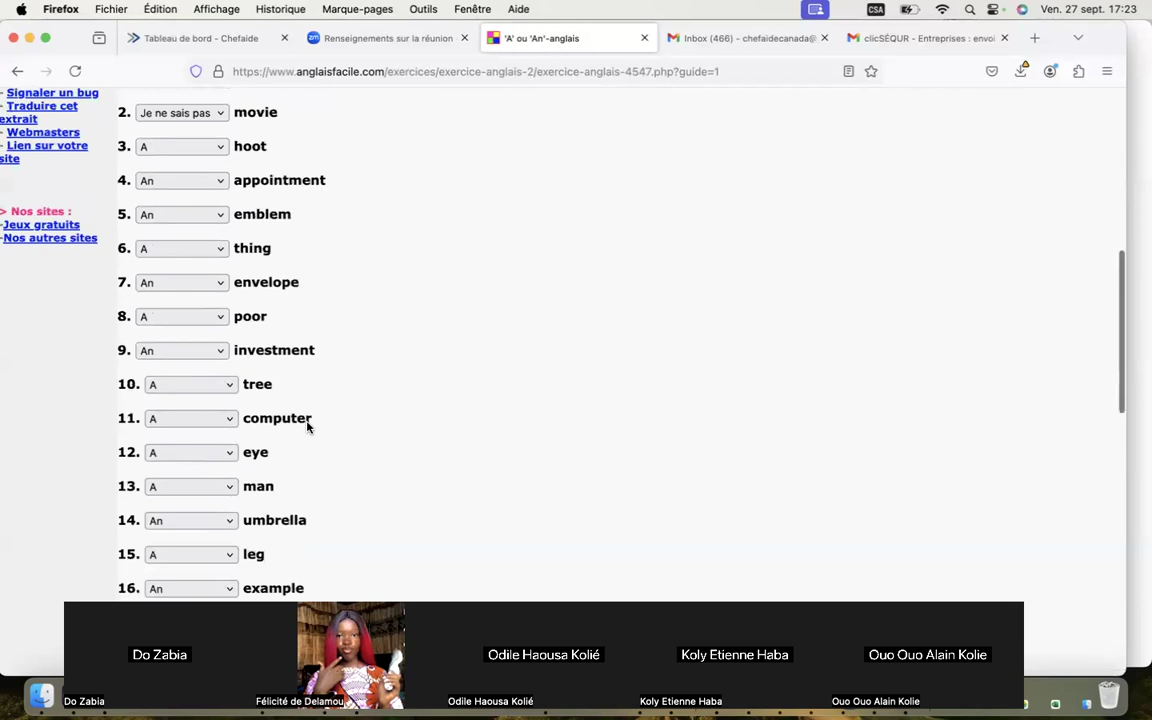 Firefox Fichier Édition Affichage Historique Marque-pages Outils Fenêtre Aide CSA Ven. 27 sept. 17:23
Tableau de bord - Chefaide Renseignements sur la réunion 'A' ou 'An'-anglais Inbox (466) - chefaidecanada@ clicSÉQUR - Entreprises : envoi
https://www.anglaisfacile.com/exercices/exercice-anglais-2/exercice-anglais-4547.php?guide=1
Signaler un bug
- Traduire cet
extrait
- Webmasters
- Lien sur votre
site
> Nos sites :
-Jeux gratuits
-Nos autres sites
2. Je ne sais pas movie
3. A hoot
4. An appointment
5. An emblem
6. A thing
7. An envelope
8. A poor
9. An investment
10. A tree
11. A computer
12. A eye
13. A man
14. An umbrella
15. A leg
16. An example
Do Zabia Odile Haousa Kolié Koly Etienne Haba Ouo Ouo Alain Kolie
Do Zabia Félicité de Delamou Odile Haousa Kolié Koly Etienne Haba Ouo Ouo Alain Kolie